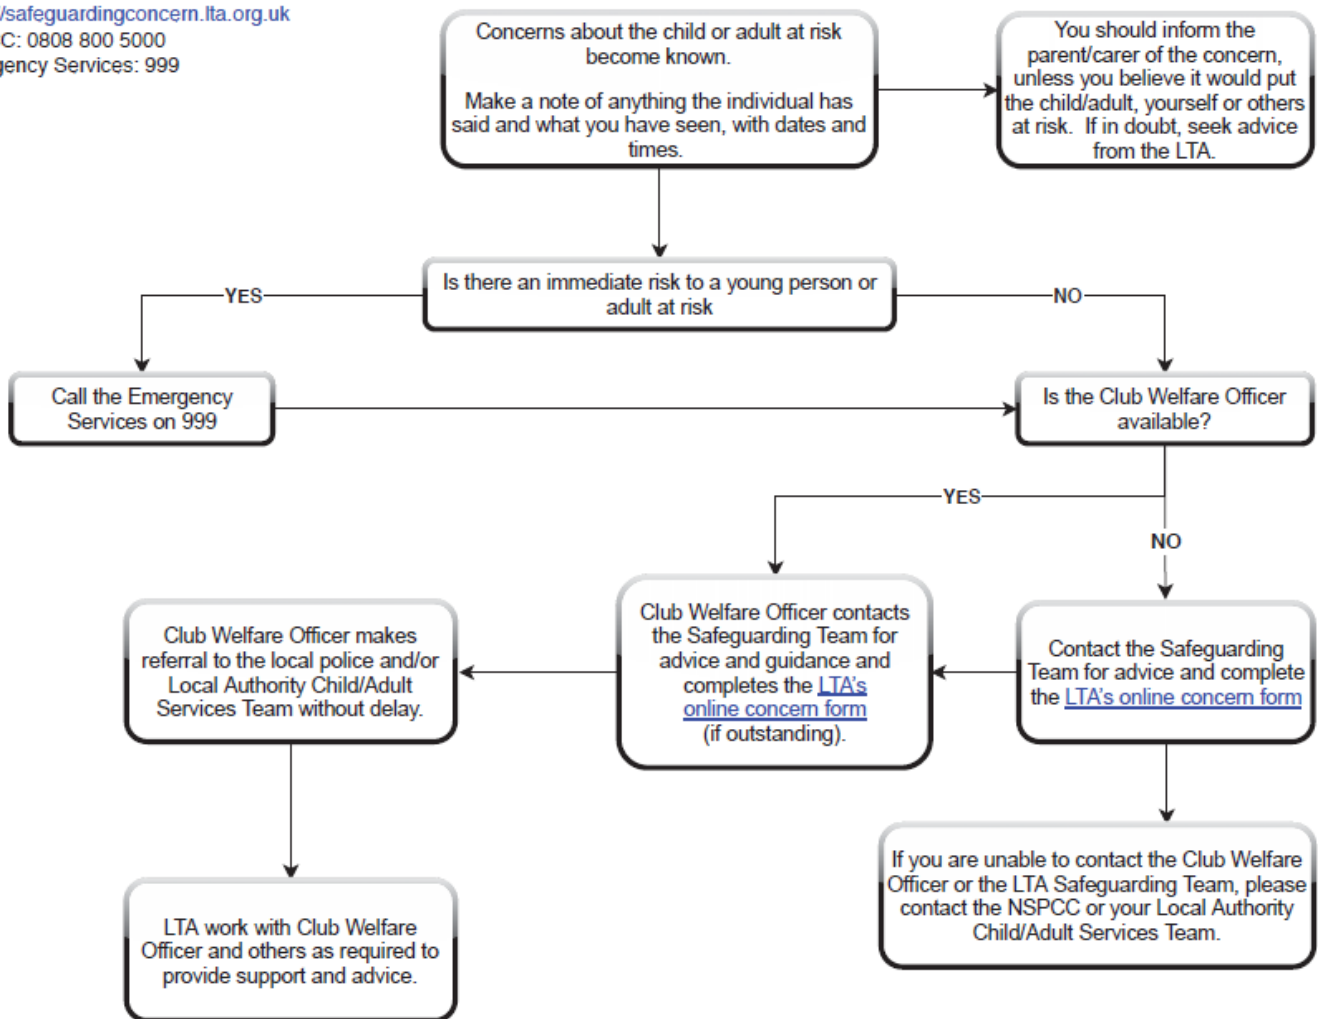 /safeguardingconcern.lta.org.uk
C: 0808 800 5000
gency Services: 999
Concerns about the child or adult at risk
become known.
Make a note of anything the individual has
said and what you have seen, with dates and
times.
You should inform the
parent/carer of the concern,
unless you believe it would put
the child/adult, yourself or others
at risk. If in doubt, seek advice
from the LTA.
Is there an immediate risk to a young person or
adult at risk
YES
NO
Call the Emergency
Services on 999
Is the Club Welfare Officer
available?
YES
NO
Club Welfare Officer makes
referral to the local police and/or
Local Authority Child/Adult
Services Team without delay.
Club Welfare Officer contacts
the Safeguarding Team for
advice and guidance and
completes the LTA's
online concern form
(if outstanding).
Contact the Safeguarding
Team for advice and complete
the LTA's online concern form
If you are unable to contact the Club Welfare
Officer or the LTA Safeguarding Team, please
contact the NSPCC or your Local Authority
Child/Adult Services Team.
LTA work with Club Welfare
Officer and others as required to
provide support and advice.